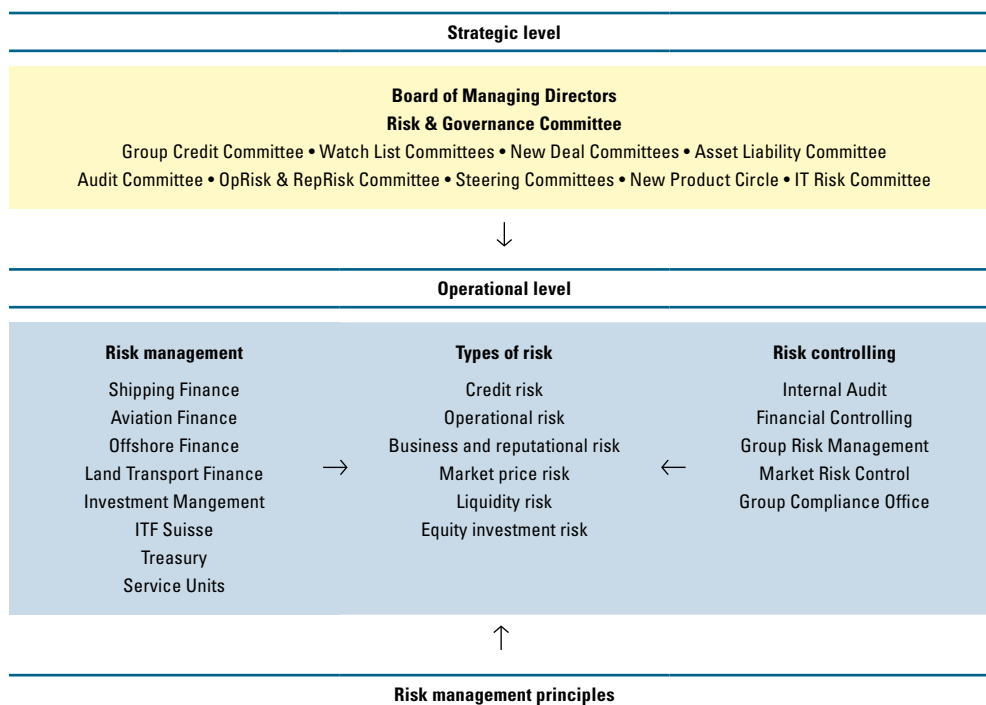 Strategic level
Board of Managing Directors
Risk & Governance Committee
Group Credit Committee • Watch List Committees • New Deal Committees • Asset Liability Committee
Audit Committee • OpRisk & RepRisk Committee • Steering Committees • New Product Circle • IT Risk Committee
↓
Operational level
Risk management
Shipping Finance
Aviation Finance
Offshore Finance
Land Transport Finance
Investment Mangement
ITF Suisse
Treasury
Service Units
→
Types of risk
Credit risk
Operational risk
Business and reputational risk
Market price risk
Liquidity risk
Equity investment risk
←
Risk controlling
Internal Audit
Financial Controlling
Group Risk Management
Market Risk Control
Group Compliance Office
↑
Risk management principles